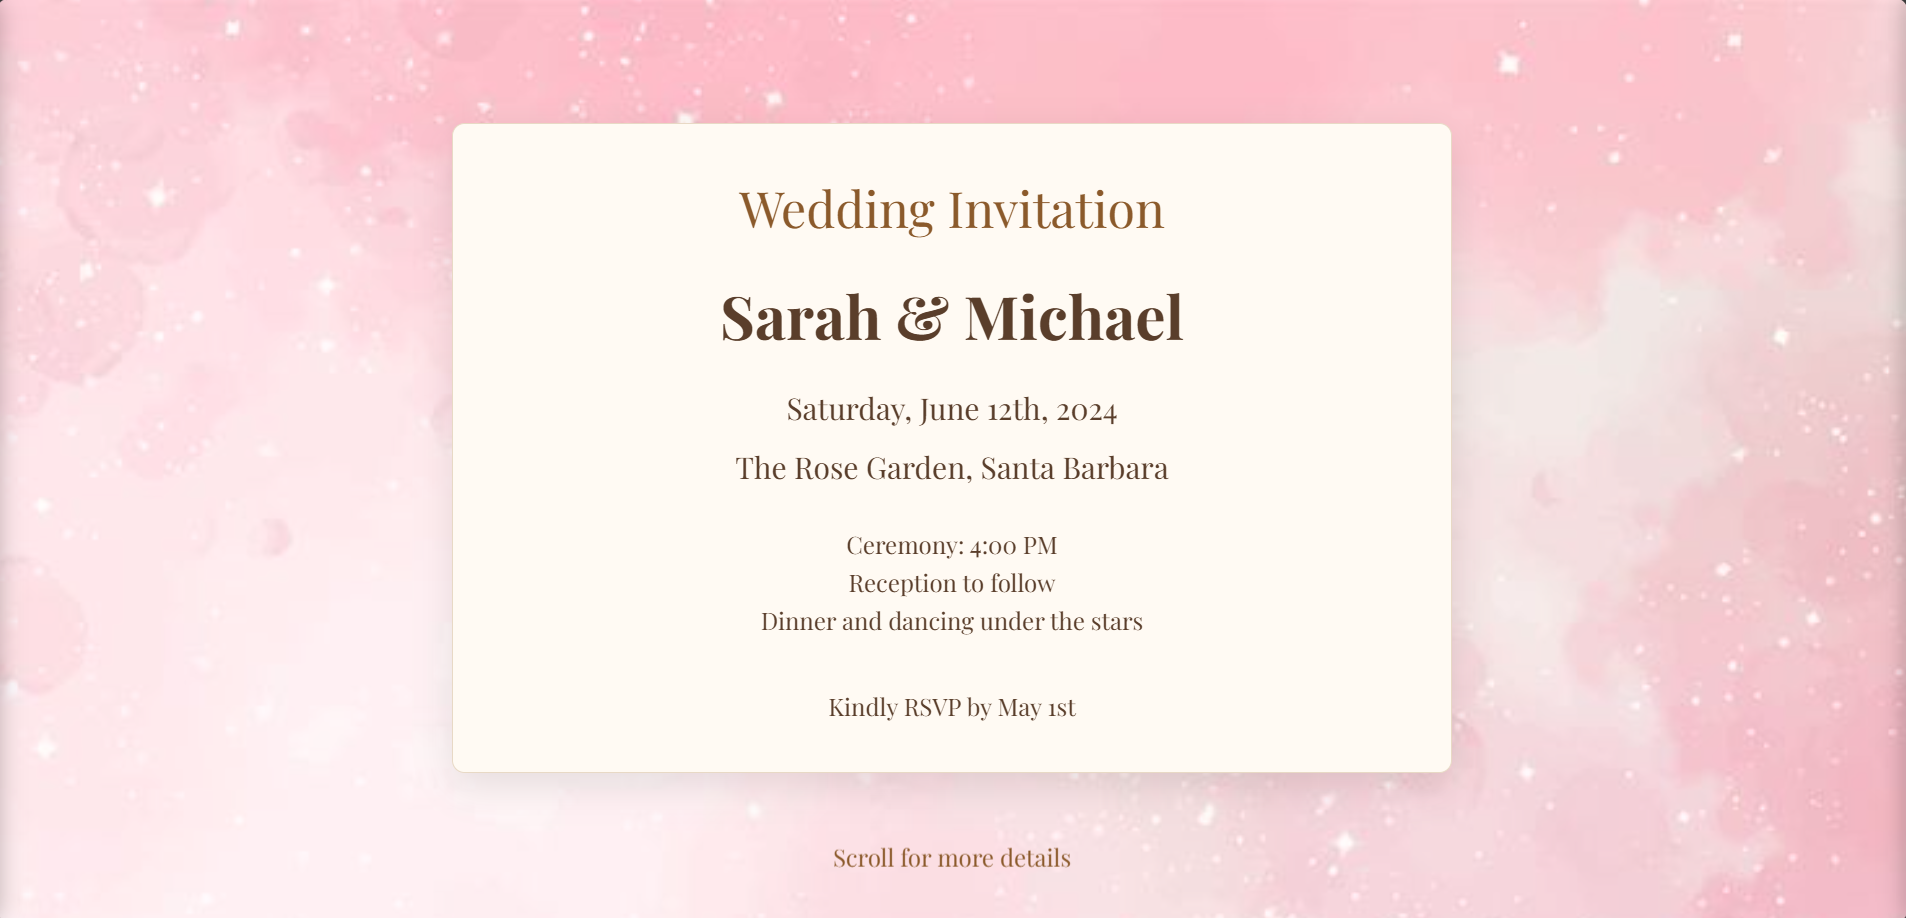 Wedding Invitation
Sarah & Michael
Saturday, June 12th, 2024
The Rose Garden, Santa Barbara
Ceremony: 4:00 PM
Reception to follow
Dinner and dancing under the stars
Kindly RSVP by May 1st
Scroll for more details